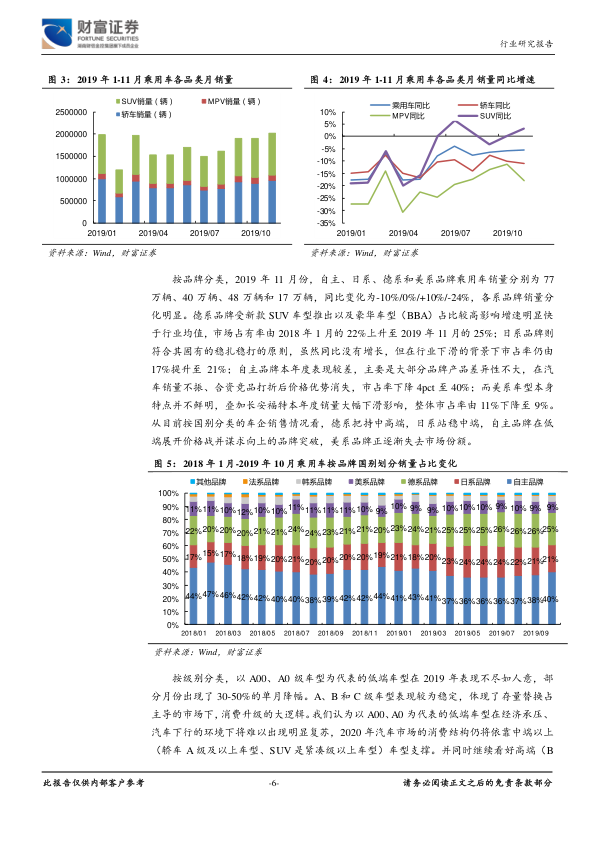 财富证券
FORTUNE SECURITIES
湖南财信金控集团旗下成员企业
行业研究报告
图 3：2019 年 1-11 月乘用车各品类月销量
图 4：2019 年 1-11 月乘用车各品类月销量同比增速
SUV销量（辆） MPV销量（辆）
轿车销量（辆）
2500000
2000000
1500000
1000000
500000
0
2019/01 2019/04 2019/07 2019/10
乘用车同比 轿车同比
MPV同比 SUV同比
10%
5%
0%
-5%
-10%
-15%
-20%
-25%
-30%
-35%
2019/01 2019/04 2019/07 2019/10
资料来源：Wind，财富证券
资料来源：Wind，财富证券
按品牌分类，2019 年 11 月份，自主、日系、德系和美系品牌乘用车销量分别为 77
万辆、40 万辆、48 万辆和 17 万辆，同比变化为-10%/0%/+10%/-24%，各系品牌销量分
化明显。德系品牌受新款 SUV 车型推出以及豪华车型（BBA）占比较高影响增速明显快
于行业均值，市场占有率由 2018 年 1 月的 22%上升至 2019 年 11 月的 25%；日系品牌则
符合其固有的稳扎稳打的原则，虽然同比没有增长，但在行业下滑的背景下市占率仍由
17%提升至 21%；自主品牌本年度表现较差，主要是大部分品牌产品差异性不大，在汽
车销量不振、合资竞品打折后价格优势消失，市占率下降 4pct 至 40%；而美系车型本身
特点并不鲜明，叠加长安福特本年度销量大幅下滑影响，整体市占率由 11%下降至 9%。
从目前按国别分类的车企销售情况看，德系把持中高端，日系站稳中端，自主品牌在低
端展开价格战并谋求向上的品牌突破，美系品牌正逐渐失去市场份额。
图 5：2018 年 1 月-2019 年 10 月乘用车按品牌国别划分销量占比变化
其他品牌 法系品牌 韩系品牌 美系品牌 德系品牌 日系品牌 自主品牌
100%
90%
80%
70%
60%
50%
40%
30%
20%
10%
0%
11% 11% 10% 12% 10% 10% 11% 11% 11% 11% 10% 9% 10% 9% 9% 10% 9% 10% 9% 9% 9% 9%
22% 20% 20% 20% 21% 21% 24% 24% 23% 21% 21% 20% 23% 24% 21% 25% 25% 25% 26% 26% 26% 25%
17% 15% 17% 18% 19% 20% 21% 20% 20% 20% 20% 19% 21% 18% 20% 23% 24% 24% 24% 22% 21% 21%
44% 47% 46% 42% 42% 40% 40% 38% 39% 42% 42% 44% 41% 43% 41% 37% 36% 36% 36% 37% 38% 40%
2018/01 2018/03 2018/05 2018/07 2018/09 2018/11 2019/01 2019/03 2019/05 2019/07 2019/09
资料来源：Wind，财富证券
按级别分类，以 A00、A0 级车型为代表的低端车型在 2019 年表现不尽如人意，部
分月份出现了 30-50%的单月降幅。A、B 和 C 级车型表现较为稳定，体现了存量替换占
主导的市场下，消费升级的大逻辑。我们认为以 A00、A0 为代表的低端车型在经济承压、
汽车下行的环境下将难以出现明显复苏，2020 年汽车市场的消费结构仍将依靠中端以上
（轿车 A 级及以上车型、SUV 是紧凑级以上车型）车型支撑。并同时继续看好高端（B
此报告仅供内部客户参考
-6-
请务必阅读正文之后的免责条款部分